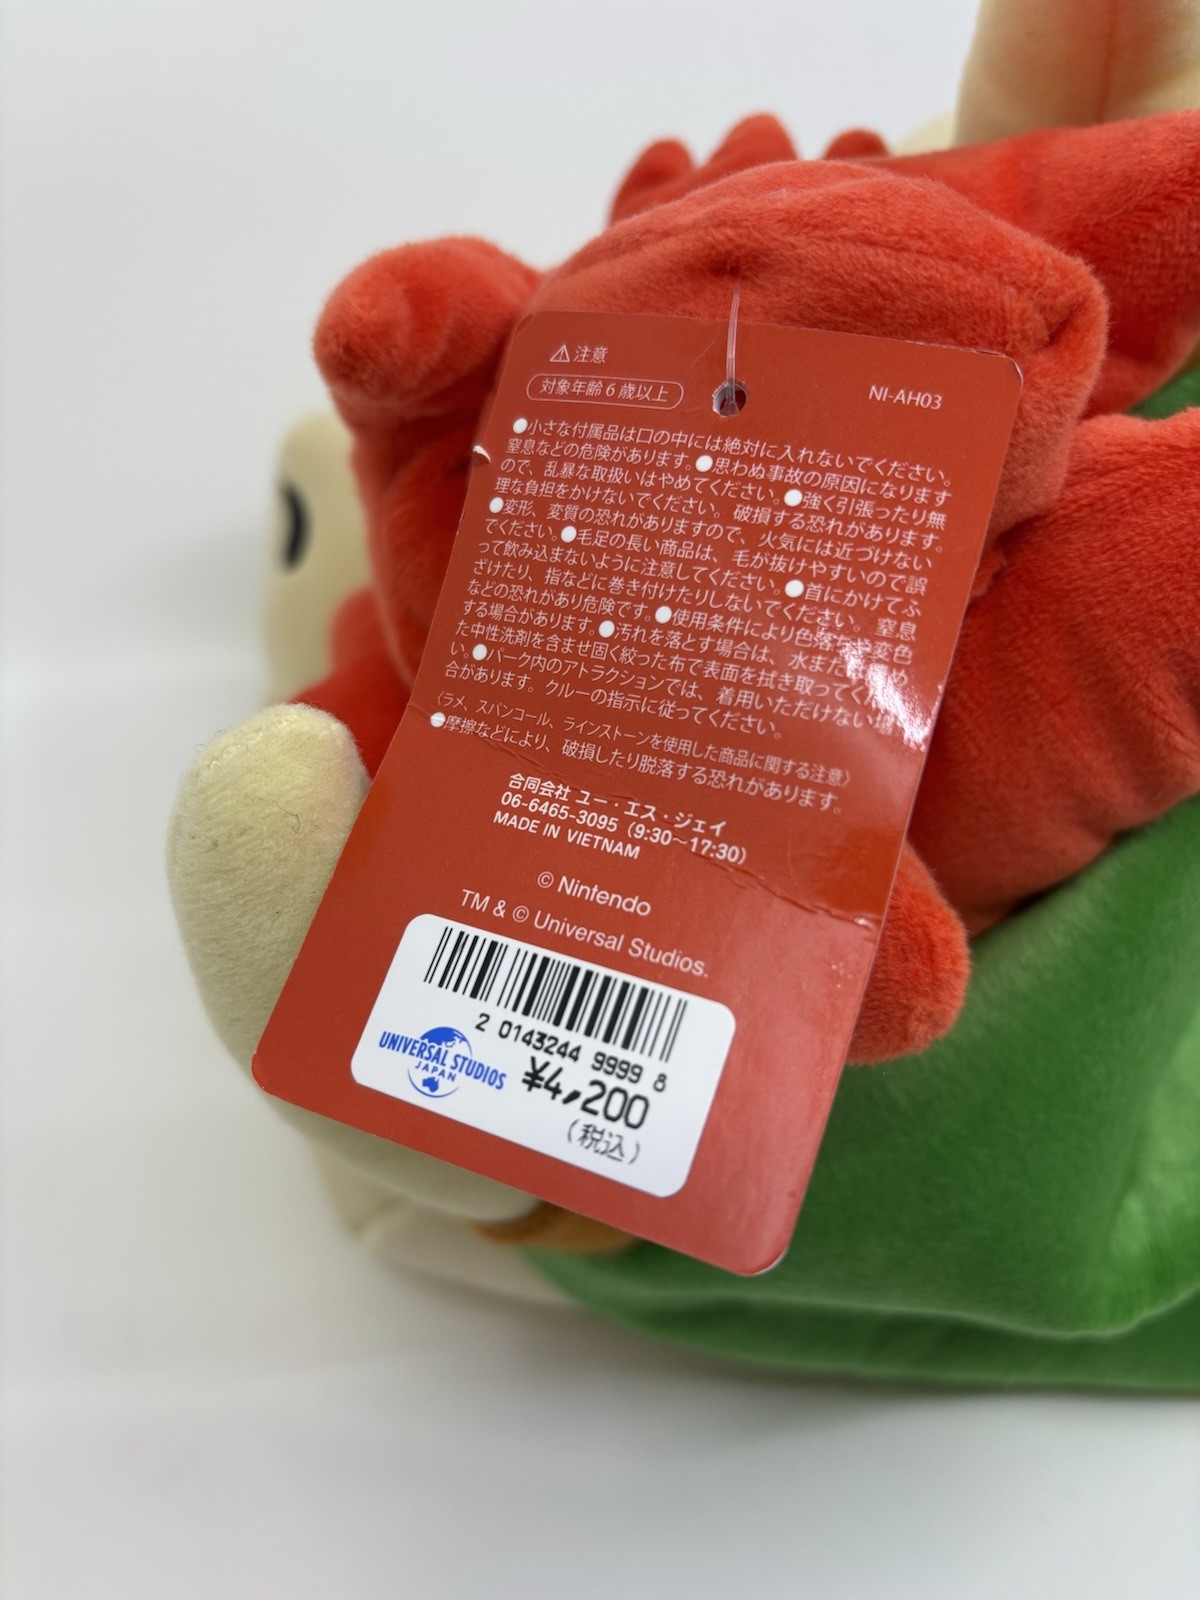 ⚠注意
対象年齢6歳以上
NI-AH03
●小さな付属品は口の中には絶対に入れないでください。
窒息などの危険があります。●思わぬ事故の原因になります
ので、乱暴な取扱いはやめてください。●強く引張ったり無
理な負担をかけないでください。破損する恐れがあります。
●変形、変質の恐れがありますので、火気には近づけない
でください。●毛足の長い商品は、毛が抜けやすいので誤
って飲み込まないように注意してください。●首にかけてふ
ざけたり、指などに巻き付けたりしないでください。窒息
などの恐れがあり危険です。●使用条件により色落ちや変色
する場合があります。●汚れを落とす場合は、水または薄め
た中性洗剤を含ませ固く絞った布で表面を拭き取ってくださ
い。●パーク内のアトラクションでは、着用いただけない場
合があります。クルーの指示に従ってください。
〈ラメ、スパンコール、ラインストーンを使用した商品に関する注意〉
●摩擦などにより、破損したり脱落する恐れがあります。
合同会社 ユー・エス・ジェイ
06-6465-3095（9:30～17:30）
MADE IN VIETNAM
© Nintendo
TM & © Universal Studios.
2 0143244 9999 8
UNIVERSAL STUDIOS
JAPAN
¥4,200
(税込)